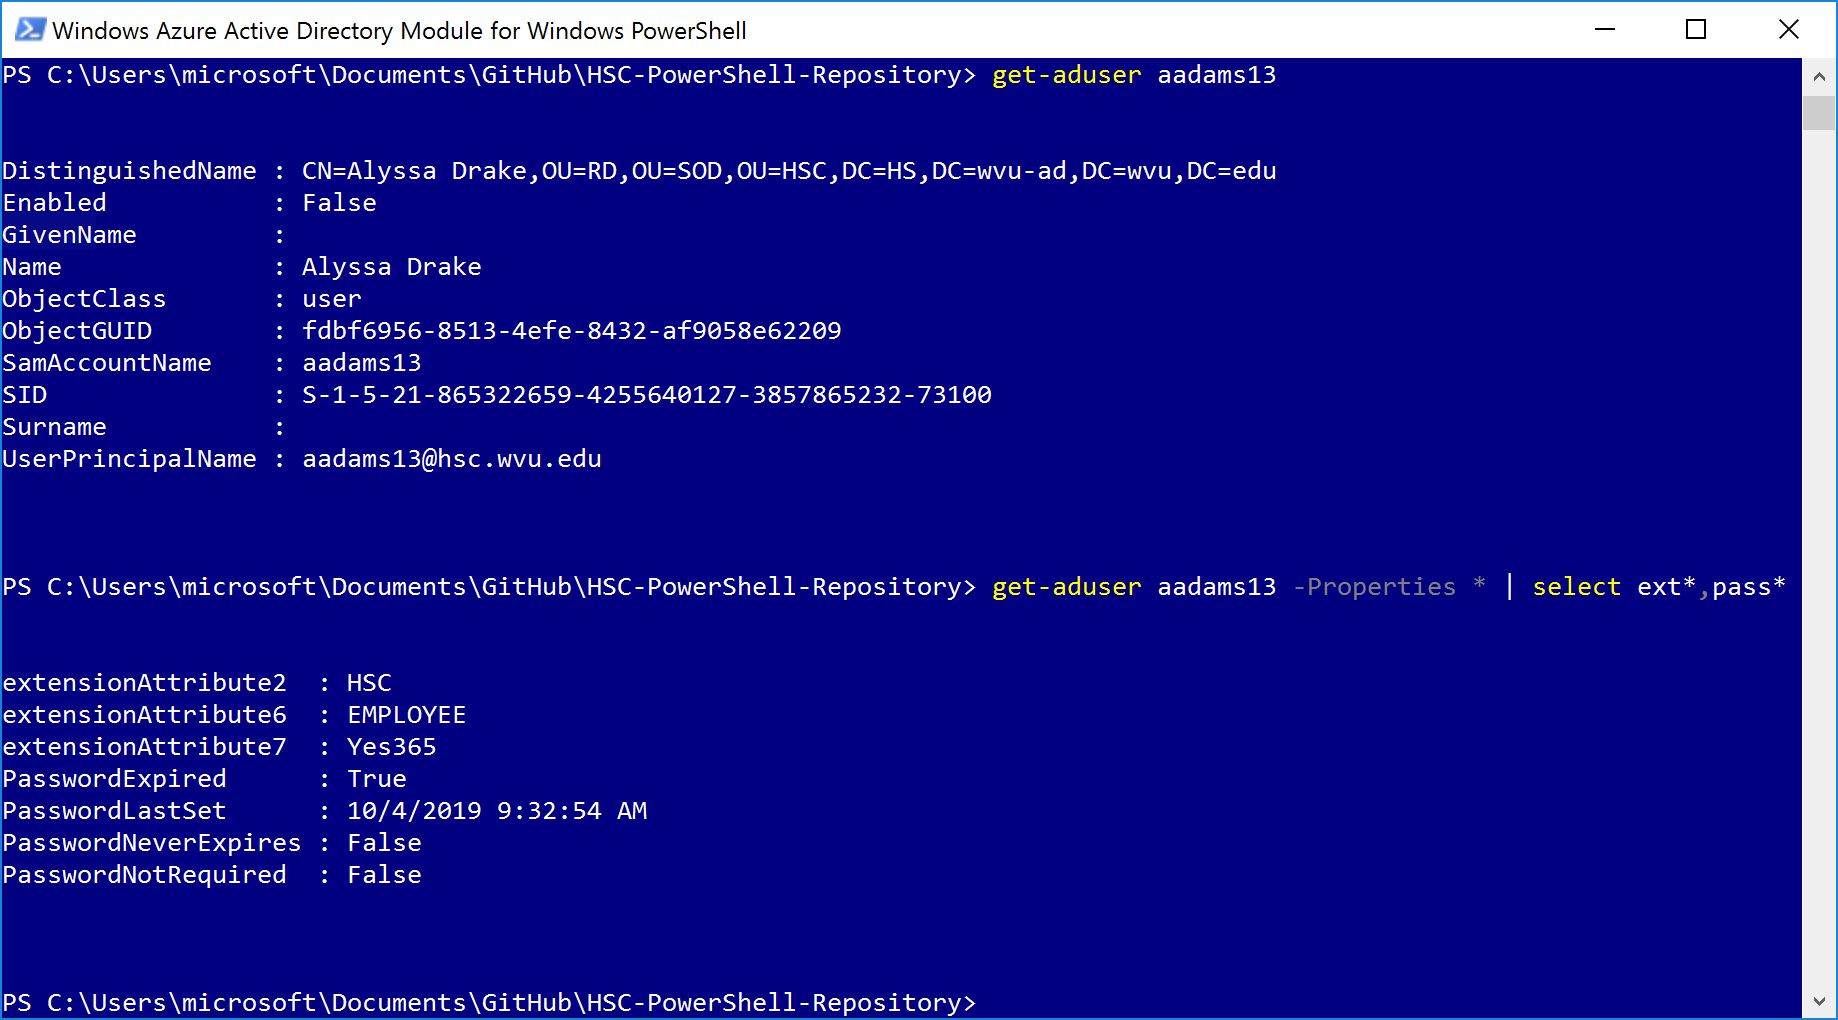 Windows Azure Active Directory Module for Windows PowerShell
PS C:\Users\microsoft\Documents\GitHub\HSC-PowerShell-Repository> get-aduser aadams13
DistinguishedName : CN=Alyssa Drake,OU=RD,OU=SOD,OU=HSC,DC=HS,DC=wvu-ad,DC=wvu,DC=edu
Enabled           : False
GivenName         :
Name              : Alyssa Drake
ObjectClass       : user
ObjectGUID        : fdbf6956-8513-4efe-8432-af9058e62209
SamAccountName    : aadams13
SID               : S-1-5-21-865322659-4255640127-3857865232-73100
Surname           :
UserPrincipalName : aadams13@hsc.wvu.edu
PS C:\Users\microsoft\Documents\GitHub\HSC-PowerShell-Repository> get-aduser aadams13 -Properties * | select ext*,pass*
extensionAttribute2  : HSC
extensionAttribute6  : EMPLOYEE
extensionAttribute7  : Yes365
PasswordExpired      : True
PasswordLastSet      : 10/4/2019 9:32:54 AM
PasswordNeverExpires : False
PasswordNotRequired  : False
PS C:\Users\microsoft\Documents\GitHub\HSC-PowerShell-Repository>